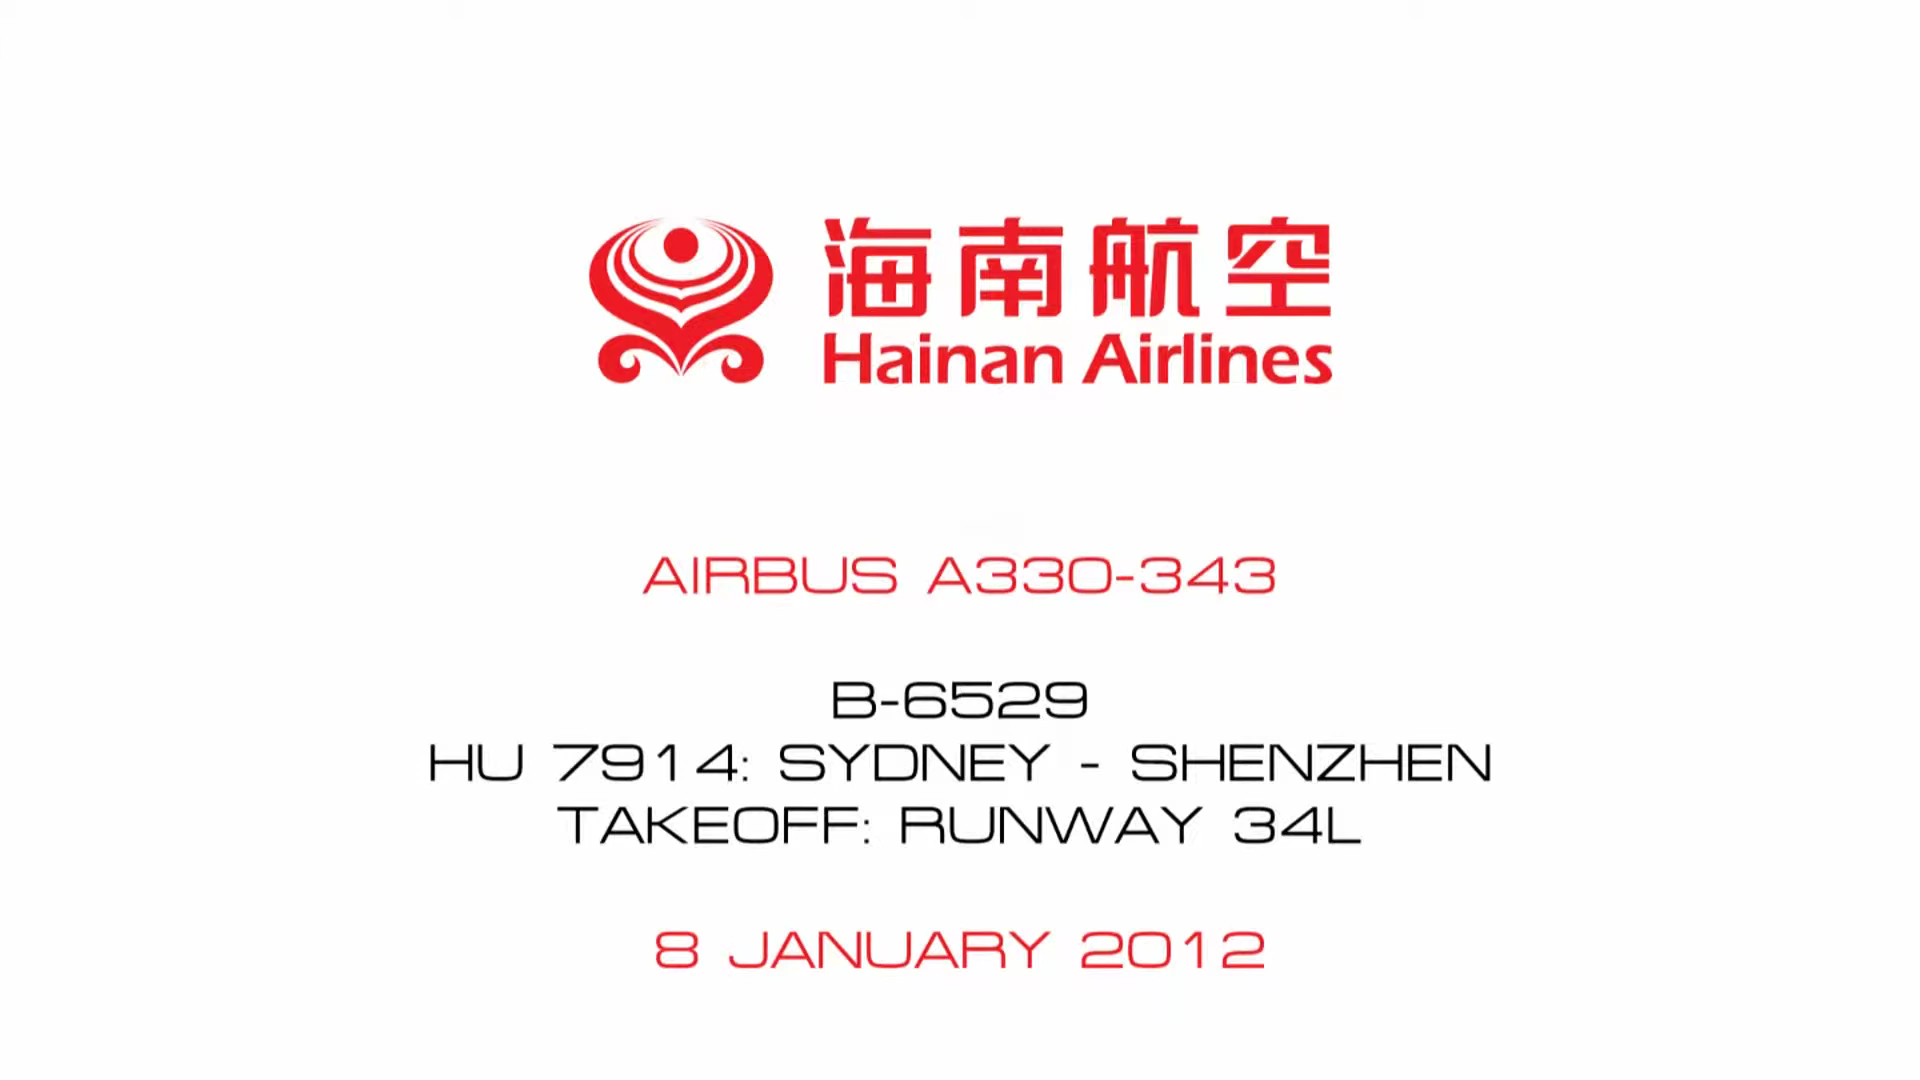 海南航空
Hainan Airlines
AIRBUS A330-343
B-6529
HU 7914: SYDNEY - SHENZHEN
TAKEOFF: RUNWAY 34L
8 JANUARY 2012